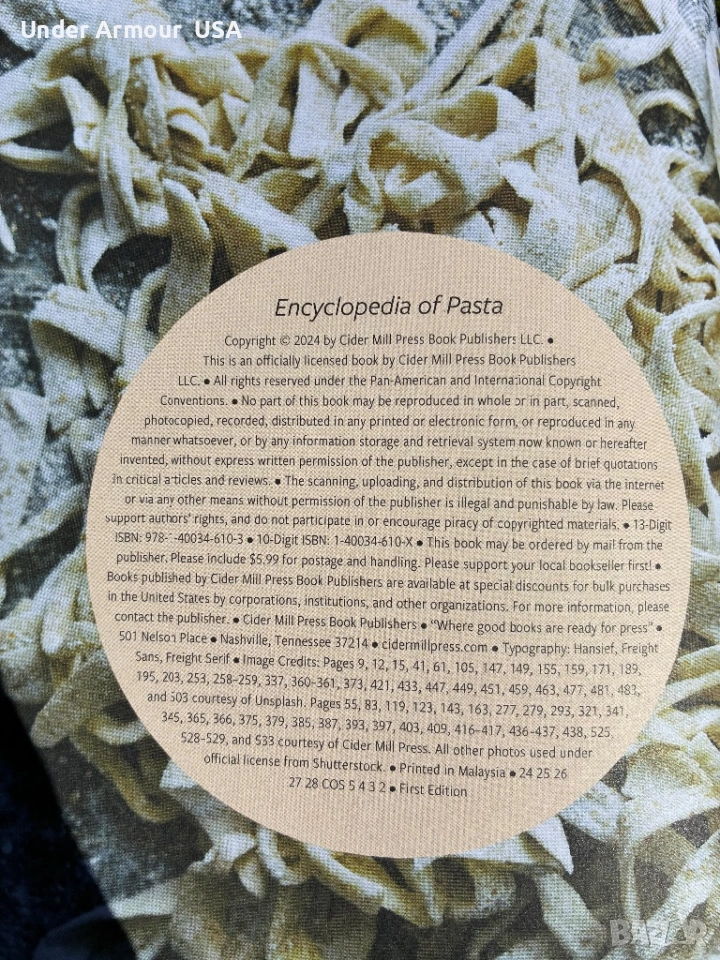 Under Armour USA
Encyclopedia of Pasta
Copyright © 2024 by Cider Mill Press Book Publishers LLC. •
This is an officially licensed book by Cider Mill Press Book Publishers
LLC. • All rights reserved under the Pan-American and International Copyright
Conventions. • No part of this book may be reproduced in whole or in part, scanned,
photocopied, recorded, distributed in any printed or electronic form, or reproduced in any
manner whatsoever, or by any information storage and retrieval system now known or hereafter
invented, without express written permission of the publisher, except in the case of brief quotations
in critical articles and reviews. • The scanning, uploading, and distribution of this book via the internet
or via any other means without permission of the publisher is illegal and punishable by law. Please
support authors' rights, and do not participate in or encourage piracy of copyrighted materials. • 13-Digit
ISBN: 978-1-40034-610-3 • 10-Digit ISBN: 1-40034-610-X • This book may be ordered by mail from the
publisher. Please include $5.99 for postage and handling. Please support your local bookseller first! •
Books published by Cider Mill Press Book Publishers are available at special discounts for bulk purchases
in the United States by corporations, institutions, and other organizations. For more information, please
contact the publisher. • Cider Mill Press Book Publishers • "Where good books are ready for press" •
501 Nelson Place • Nashville, Tennessee 37214 • cidermillpress.com • Typography: Hansief, Freight
Sans, Freight Serif • Image Credits: Pages 9, 12, 15, 41, 61, 105, 147, 149, 155, 159, 171, 189,
195, 203, 253, 258–259, 337, 360–361, 373, 421, 433, 447, 449, 451, 459, 463, 477, 481, 483,
and 503 courtesy of Unsplash. Pages 55, 83, 119, 123, 143, 163, 277, 279, 293, 321, 341,
345, 365, 366, 375, 379, 385, 387, 393, 397, 403, 409, 416–417, 436–437, 438, 525,
528–529, and 533 courtesy of Cider Mill Press. All other photos used under
official license from Shutterstock. • Printed in Malaysia • 24 25 26
27 28 COS 5 4 3 2 • First Edition
BAZAR